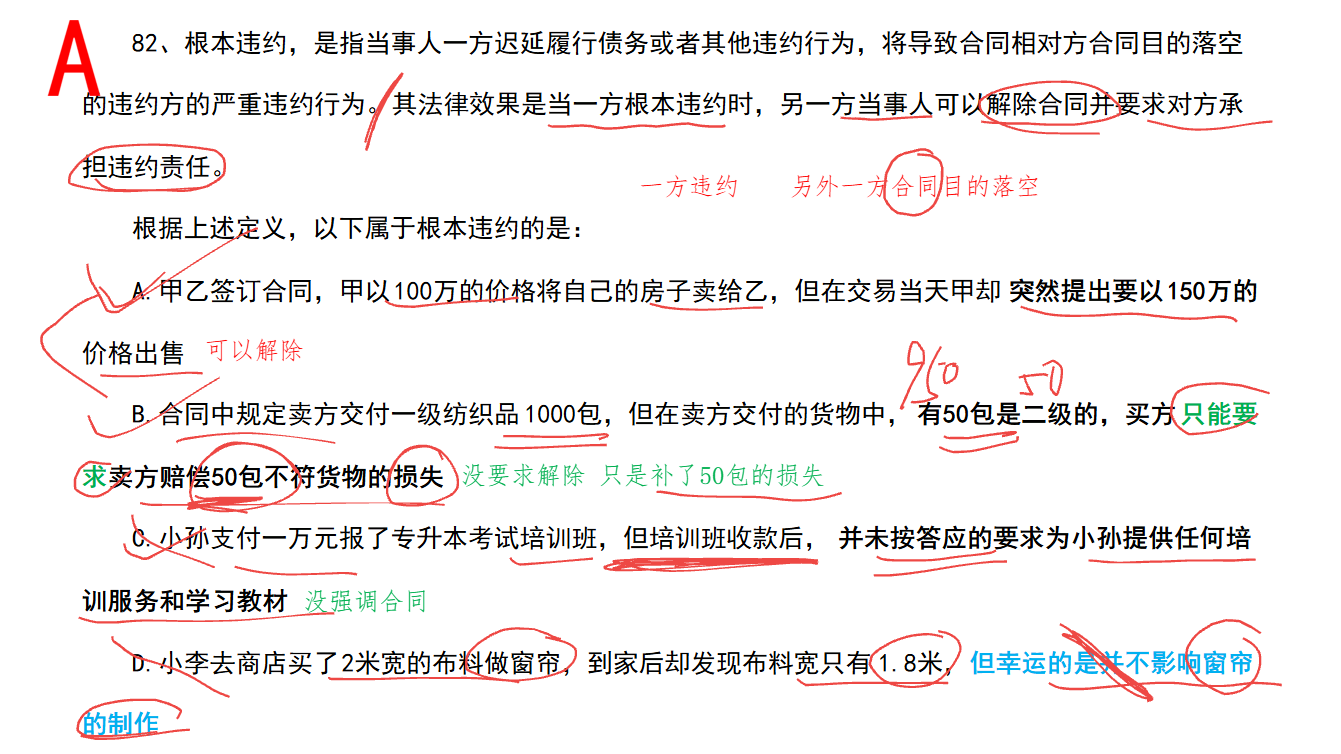 A
82、根本违约，是指当事人一方迟延履行债务或者其他违约行为，将导致合同相对方合同目的落空
的违约方的严重违约行为。其法律效果是当一方根本违约时，另一方当事人可以解除合同并要求对方承
担违约责任。
一方违约 另外一方合同目的落空
根据上述定义，以下属于根本违约的是：
A.甲乙签订合同，甲以100万的价格将自己的房子卖给乙，但在交易当天甲却 突然提出要以150万的
价格出售 可以解除
950 50
B.合同中规定卖方交付一级纺织品1000包，但在卖方交付的货物中，有50包是二级的，买方只能要
求卖方赔偿50包不符货物的损失 没要求解除 只是补了50包的损失
C.小孙支付一万元报了专升本考试培训班，但培训班收款后， 并未按答应的要求为小孙提供任何培
训服务和学习教材 没强调合同
D.小李去商店买了2米宽的布料做窗帘，到家后却发现布料宽只有1.8米，但幸运的是并不影响窗帘
的制作